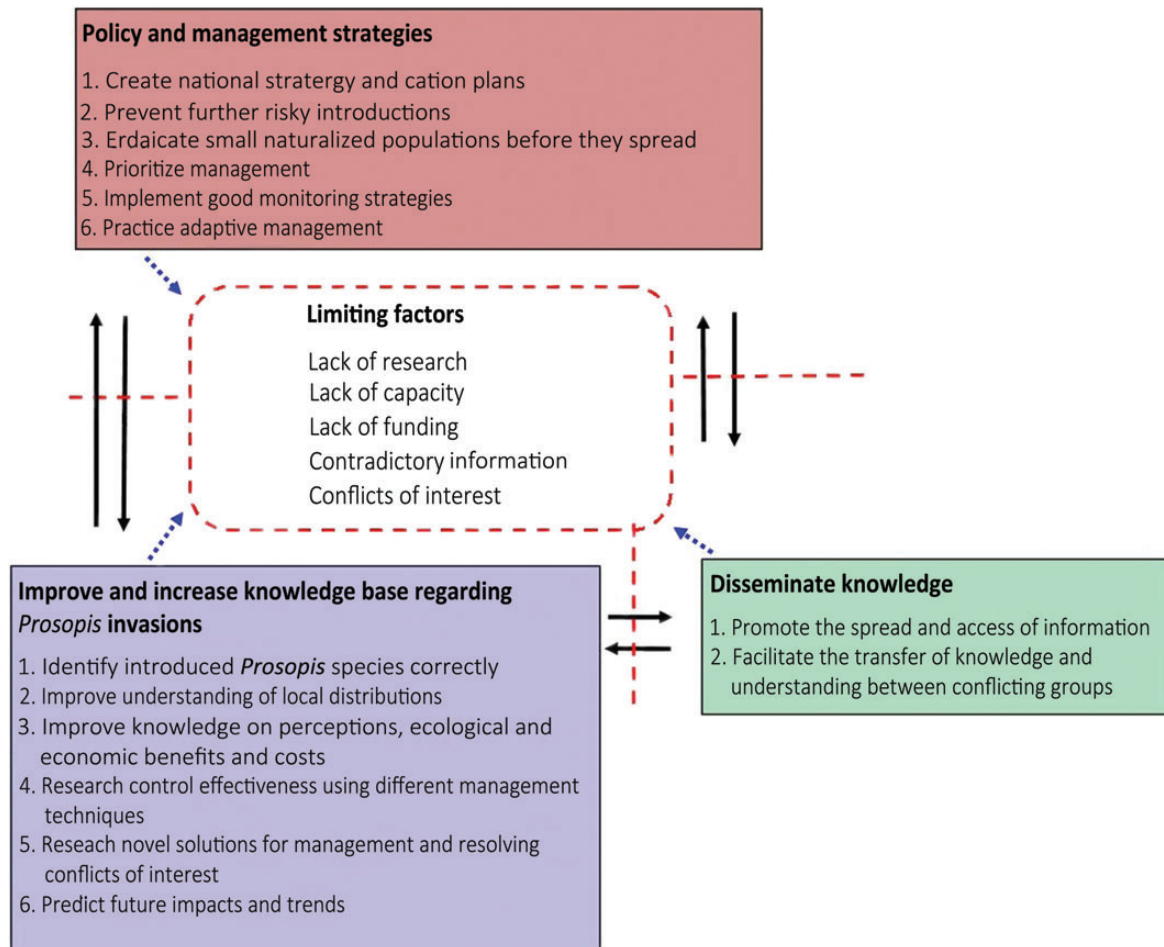 Policy and management strategies
1. Create national stratergy and cation plans
2. Prevent further risky introductions
3. Erdaicate small naturalized populations before they spread
4. Prioritize management
5. Implement good monitoring strategies
6. Practice adaptive management
Limiting factors
Lack of research
Lack of capacity
Lack of funding
Contradictory information
Conflicts of interest
Improve and increase knowledge base regarding
Prosopis invasions
1. Identify introduced Prosopis species correctly
2. Improve understanding of local distributions
3. Improve knowledge on perceptions, ecological and
economic benefits and costs
4. Research control effectiveness using different management
techniques
5. Reseach novel solutions for management and resolving
conflicts of interest
6. Predict future impacts and trends
Disseminate knowledge
1. Promote the spread and access of information
2. Facilitate the transfer of knowledge and
understanding between conflicting groups